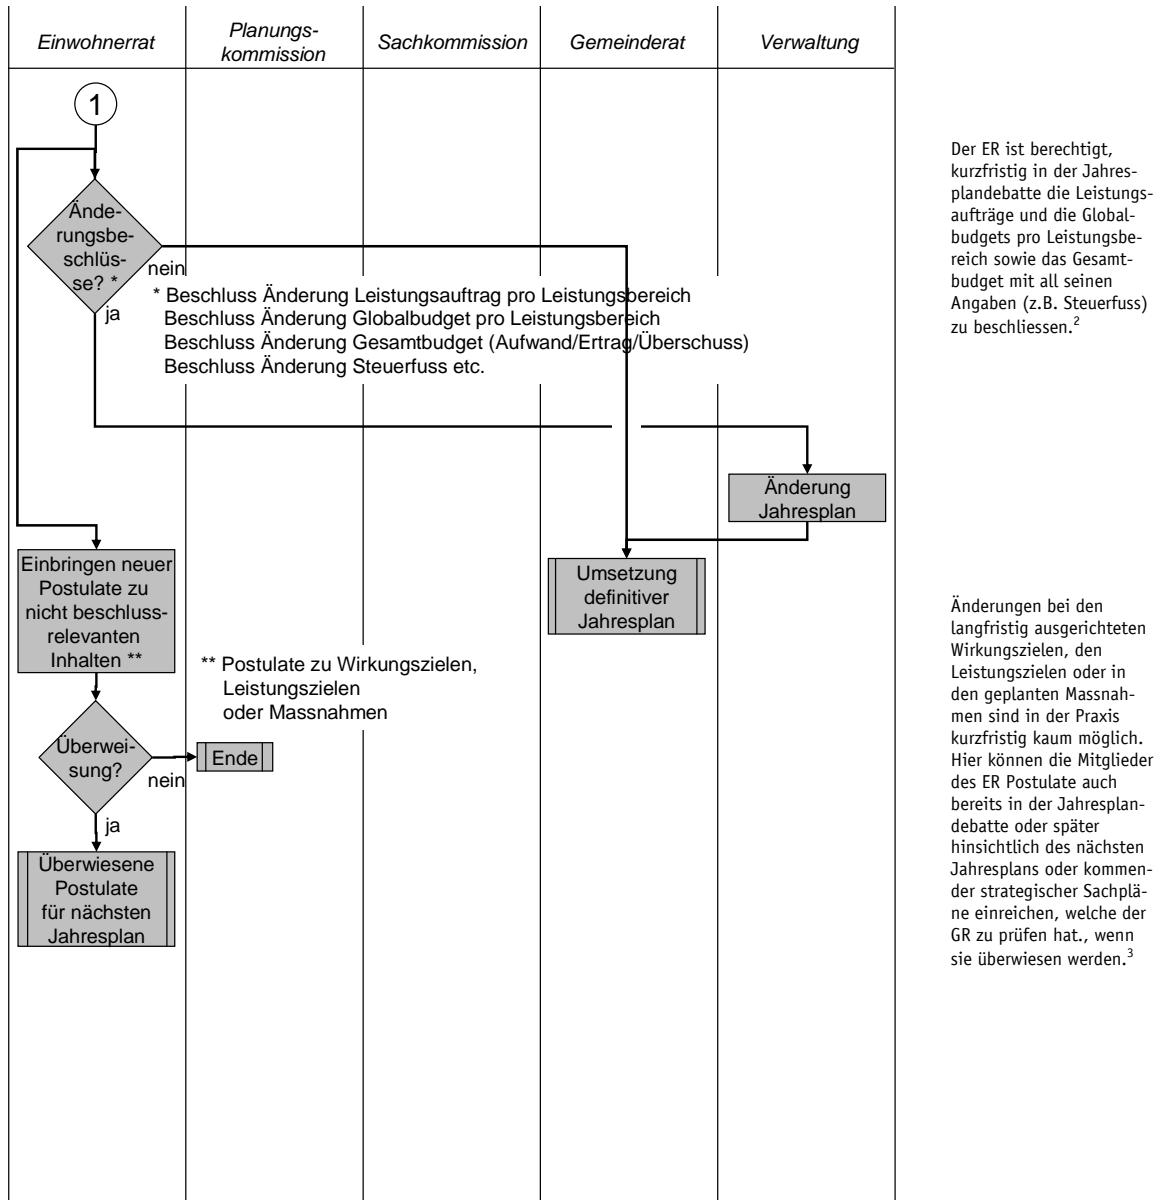 Einwohnerrat
Planungs-
kommission
Sachkommission
Gemeinderat
Verwaltung
1
Ände-
rungsbe-
schlüs-
se? *
nein
ja
* Beschluss Änderung Leistungsauftrag pro Leistungsbereich
Beschluss Änderung Globalbudget pro Leistungsbereich
Beschluss Änderung Gesamtbudget (Aufwand/Ertrag/Überschuss)
Beschluss Änderung Steuerfuss etc.
Änderung
Jahresplan
Umsetzung
definitiver
Jahresplan
Einbringen neuer
Postulate zu
nicht beschluss-
relevanten
Inhalten **
** Postulate zu Wirkungszielen,
Leistungszielen
oder Massnahmen
Überwei-
sung?
nein
Ende
ja
Überwiesene
Postulate
für nächsten
Jahresplan
Der ER ist berechtigt,
kurzfristig in der Jahres-
plandebatte die Leistungs-
aufträge und die Global-
budgets pro Leistungsbe-
reich sowie das Gesamt-
budget mit all seinen
Angaben (z.B. Steuerfuss)
zu beschliessen.²
Änderungen bei den
langfristig ausgerichteten
Wirkungszielen, den
Leistungszielen oder in
den geplanten Massnah-
men sind in der Praxis
kurzfristig kaum möglich.
Hier können die Mitglieder
des ER Postulate auch
bereits in der Jahresplan-
debatte oder später
hinsichtlich des nächsten
Jahresplans oder kommen-
der strategischer Sachplä-
ne einreichen, welche der
GR zu prüfen hat., wenn
sie überwiesen werden.³